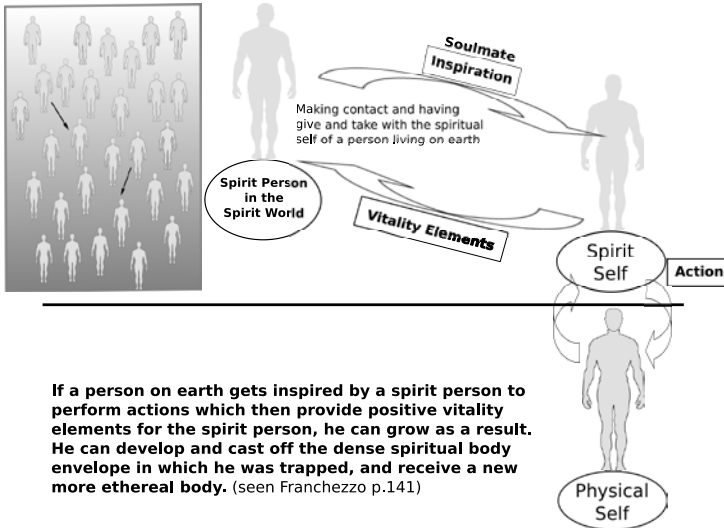 Soulmate
Inspiration
Making contact and having
give and take with the spiritual
self of a person living on earth
Spirit Person
in the
Spirit World
Vitality Elements
Spirit
Self
Action
If a person on earth gets inspired by a spirit person to
perform actions which then provide positive vitality
elements for the spirit person, he can grow as a result.
He can develop and cast off the dense spiritual body
envelope in which he was trapped, and receive a new
more ethereal body. (seen Franchezzo p.141)
Physical
Self